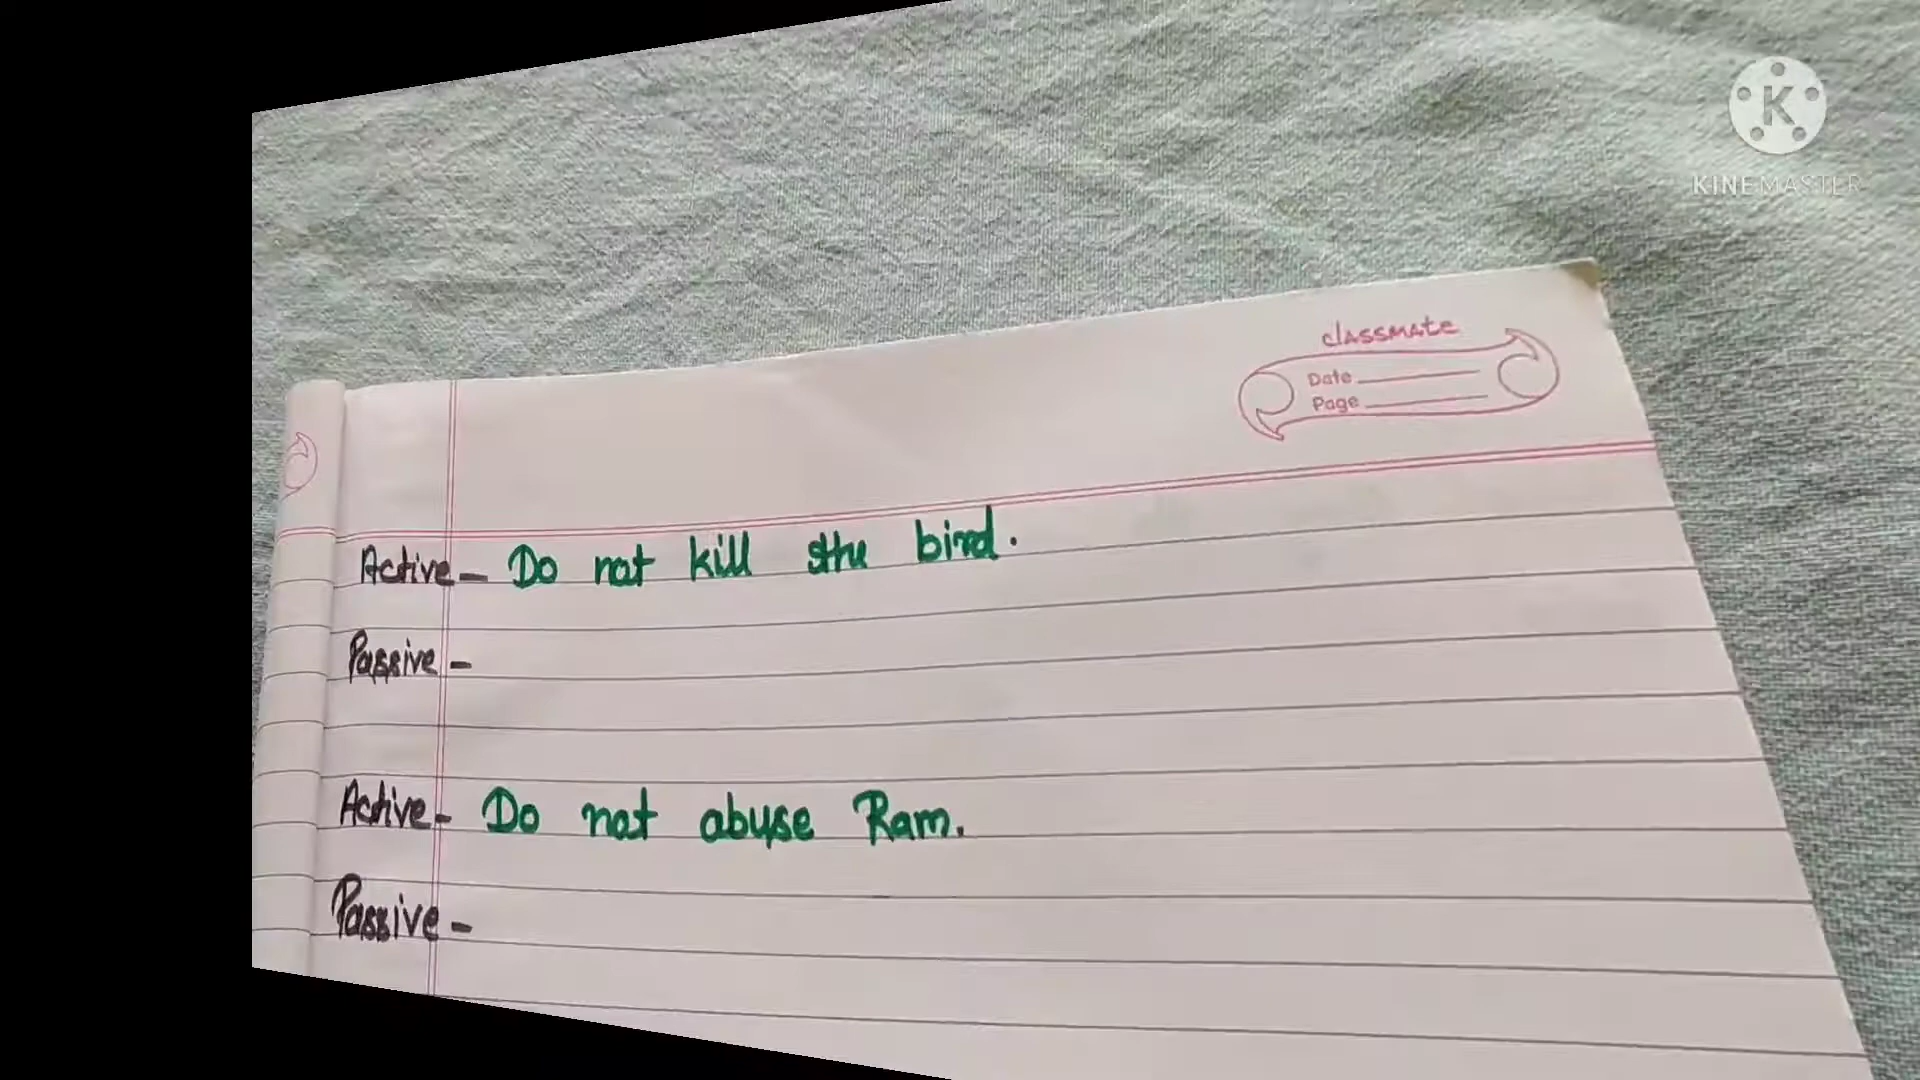 KINEMASTER
classmate
Date
Page
Active - Do not kill the bird.
Passive -
Active - Do not abuse Ram.
Passive -